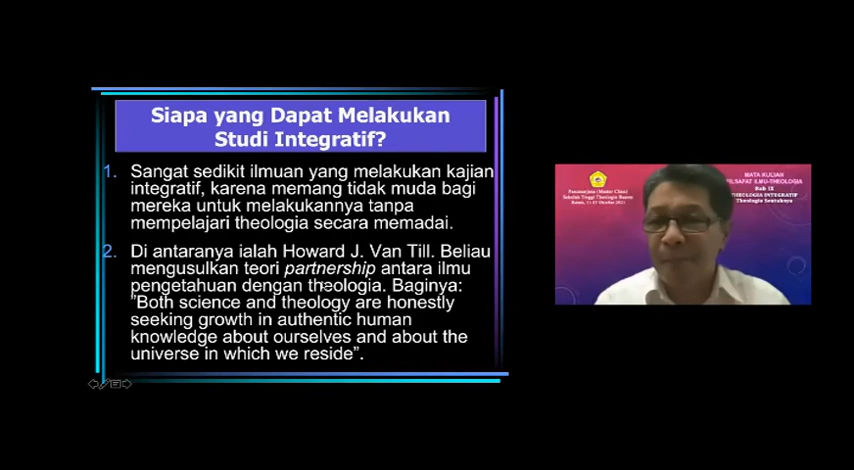 Siapa yang Dapat Melakukan
Studi Integratif?
1. Sangat sedikit ilmuan yang melakukan kajian
integratif, karena memang tidak muda bagi
mereka untuk melakukannya tanpa
mempelajari theologia secara memadai.
2. Di antaranya ialah Howard J. Van Till. Beliau
mengusulkan teori partnership antara ilmu
pengetahuan dengan theologia. Baginya:
"Both science and theology are honestly
seeking growth in authentic human
knowledge about ourselves and about the
universe in which we reside".
Pascasarjana (Master Class)
Sekolah Tinggi Theologia
MATA KULIAH
FILSAFAT ILMU-THEOLOGIA
Bab IX
THEOLOGIA INTEGRATIF